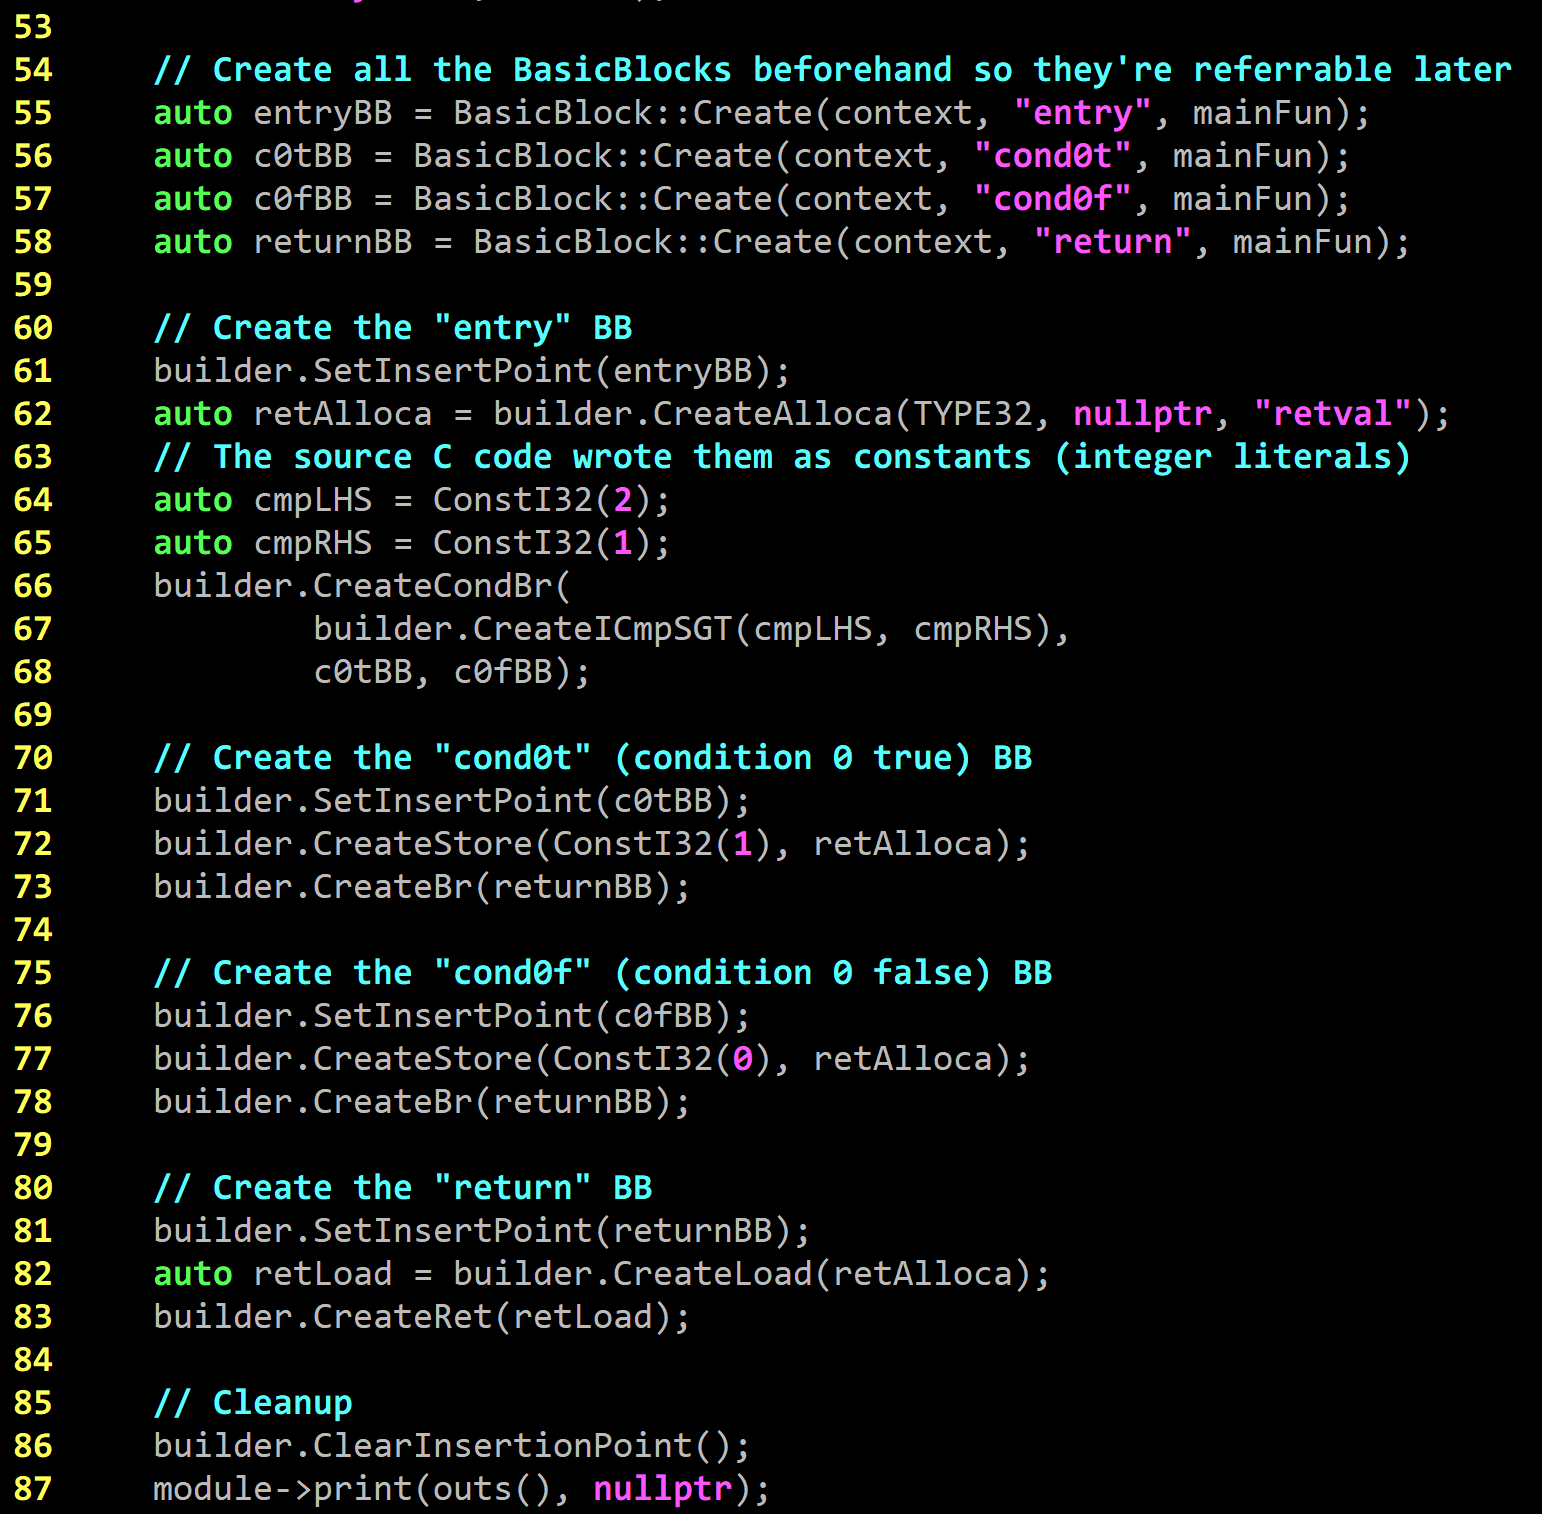 53
54     // Create all the BasicBlocks beforehand so they're referrable later
55     auto entryBB = BasicBlock::Create(context, "entry", mainFun);
56     auto c0tBB = BasicBlock::Create(context, "cond0t", mainFun);
57     auto c0fBB = BasicBlock::Create(context, "cond0f", mainFun);
58     auto returnBB = BasicBlock::Create(context, "return", mainFun);
59
60     // Create the "entry" BB
61     builder.SetInsertPoint(entryBB);
62     auto retAlloca = builder.CreateAlloca(TYPE32, nullptr, "retval");
63     // The source C code wrote them as constants (integer literals)
64     auto cmpLHS = ConstI32(2);
65     auto cmpRHS = ConstI32(1);
66     builder.CreateCondBr(
67             builder.CreateICmpSGT(cmpLHS, cmpRHS),
68             c0tBB, c0fBB);
69
70     // Create the "cond0t" (condition 0 true) BB
71     builder.SetInsertPoint(c0tBB);
72     builder.CreateStore(ConstI32(1), retAlloca);
73     builder.CreateBr(returnBB);
74
75     // Create the "cond0f" (condition 0 false) BB
76     builder.SetInsertPoint(c0fBB);
77     builder.CreateStore(ConstI32(0), retAlloca);
78     builder.CreateBr(returnBB);
79
80     // Create the "return" BB
81     builder.SetInsertPoint(returnBB);
82     auto retLoad = builder.CreateLoad(retAlloca);
83     builder.CreateRet(retLoad);
84
85     // Cleanup
86     builder.ClearInsertionPoint();
87     module->print(outs(), nullptr);